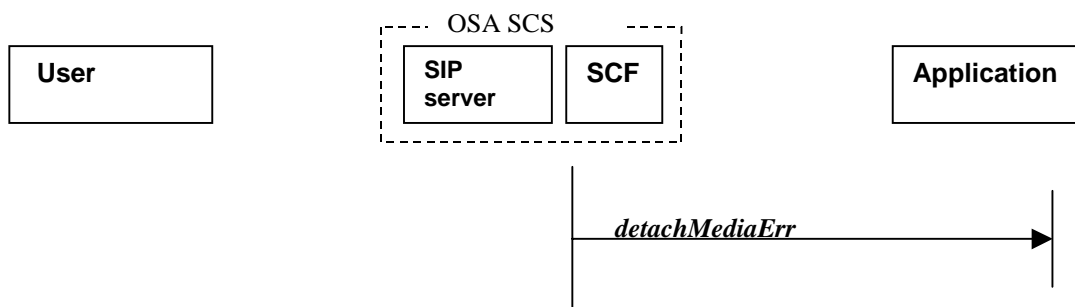 OSA SCS
User
SIP
server
SCF
Application
detachMediaErr